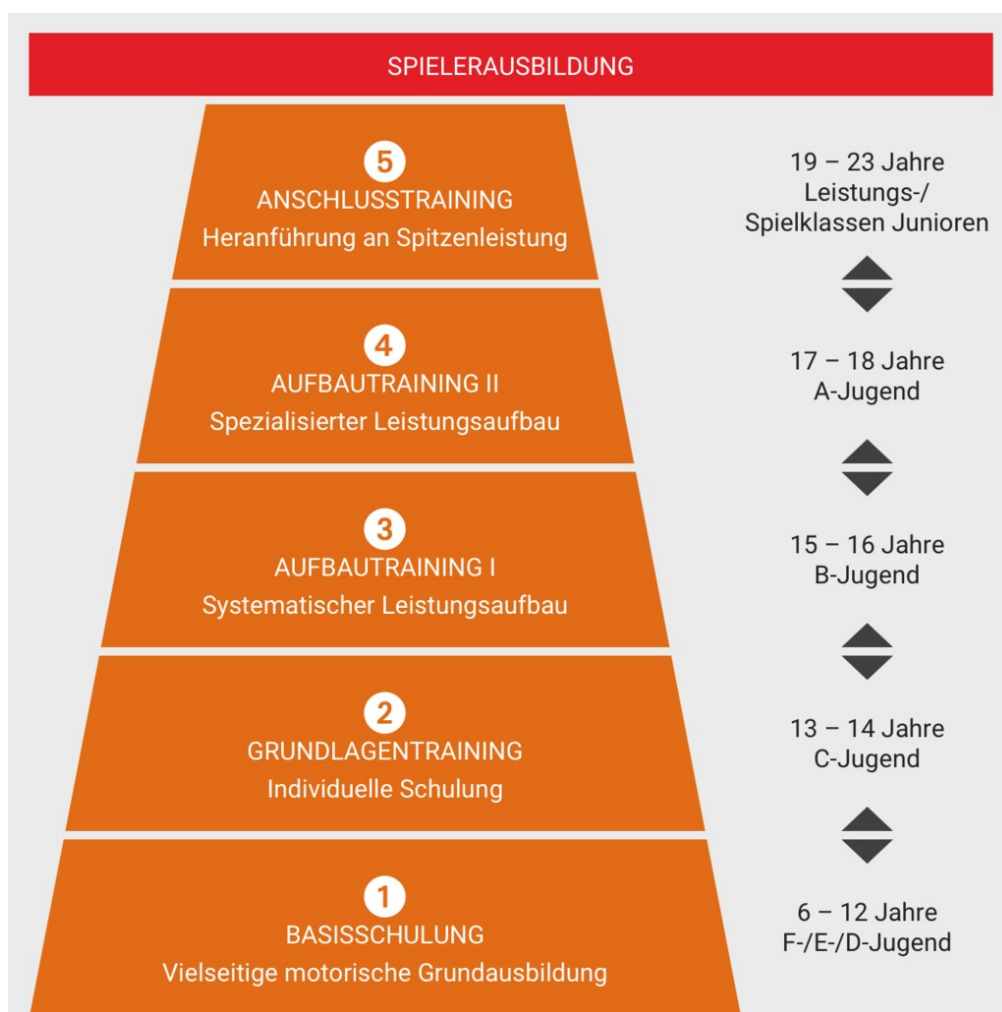 SPIELERAUSBILDUNG
5
ANSCHLUSSTRAINING
Heranführung an Spitzenleistung
19 – 23 Jahre
Leistungs-/
Spielklassen Junioren
4
AUFBAUTRAINING II
Spezialisierter Leistungsaufbau
17 – 18 Jahre
A-Jugend
3
AUFBAUTRAINING I
Systematischer Leistungsaufbau
15 – 16 Jahre
B-Jugend
2
GRUNDLAGENTRAINING
Individuelle Schulung
13 – 14 Jahre
C-Jugend
1
BASISSCHULUNG
Vielseitige motorische Grundausbildung
6 – 12 Jahre
F-/E-/D-Jugend